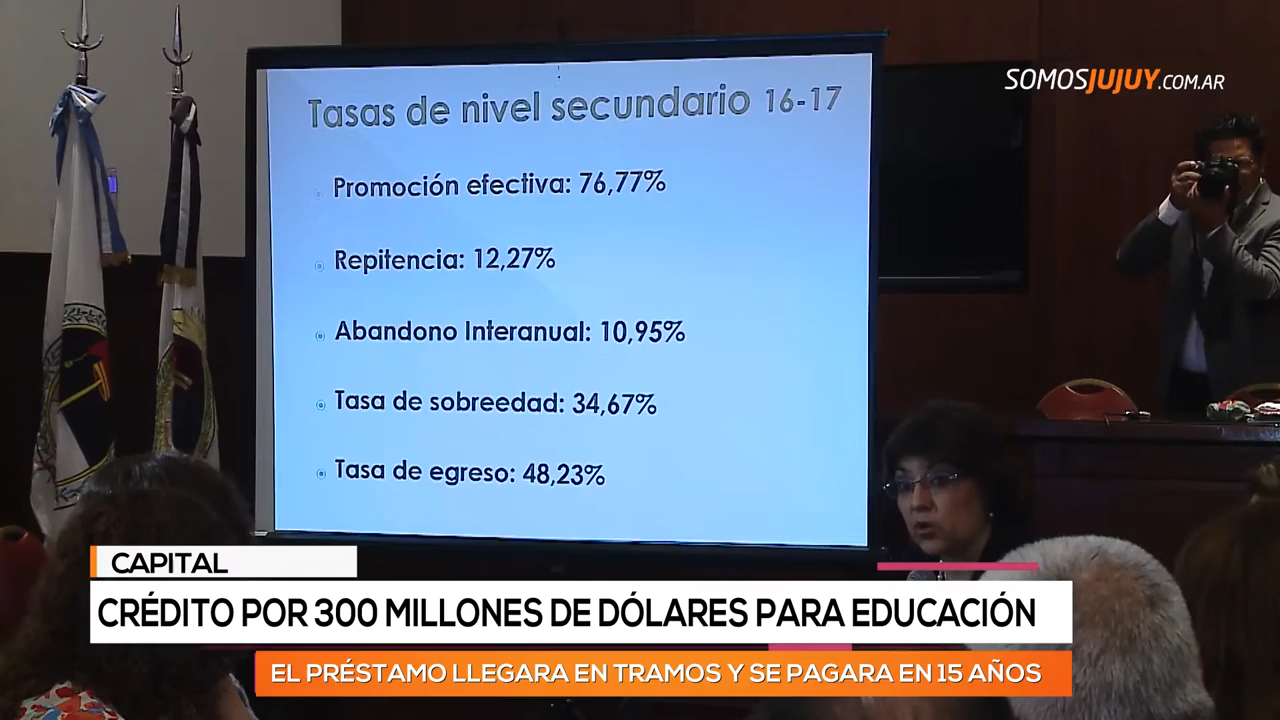 SOMOSJUJUY.COM.AR
Tasas de nivel secundario 16-17
Promoción efectiva: 76,77%
Repitencia: 12,27%
Abandono Interanual: 10,95%
Tasa de sobreedad: 34,67%
Tasa de egreso: 48,23%
CAPITAL
CRÉDITO POR 300 MILLONES DE DÓLARES PARA EDUCACIÓN
EL PRÉSTAMO LLEGARA EN TRAMOS Y SE PAGARA EN 15 AÑOS